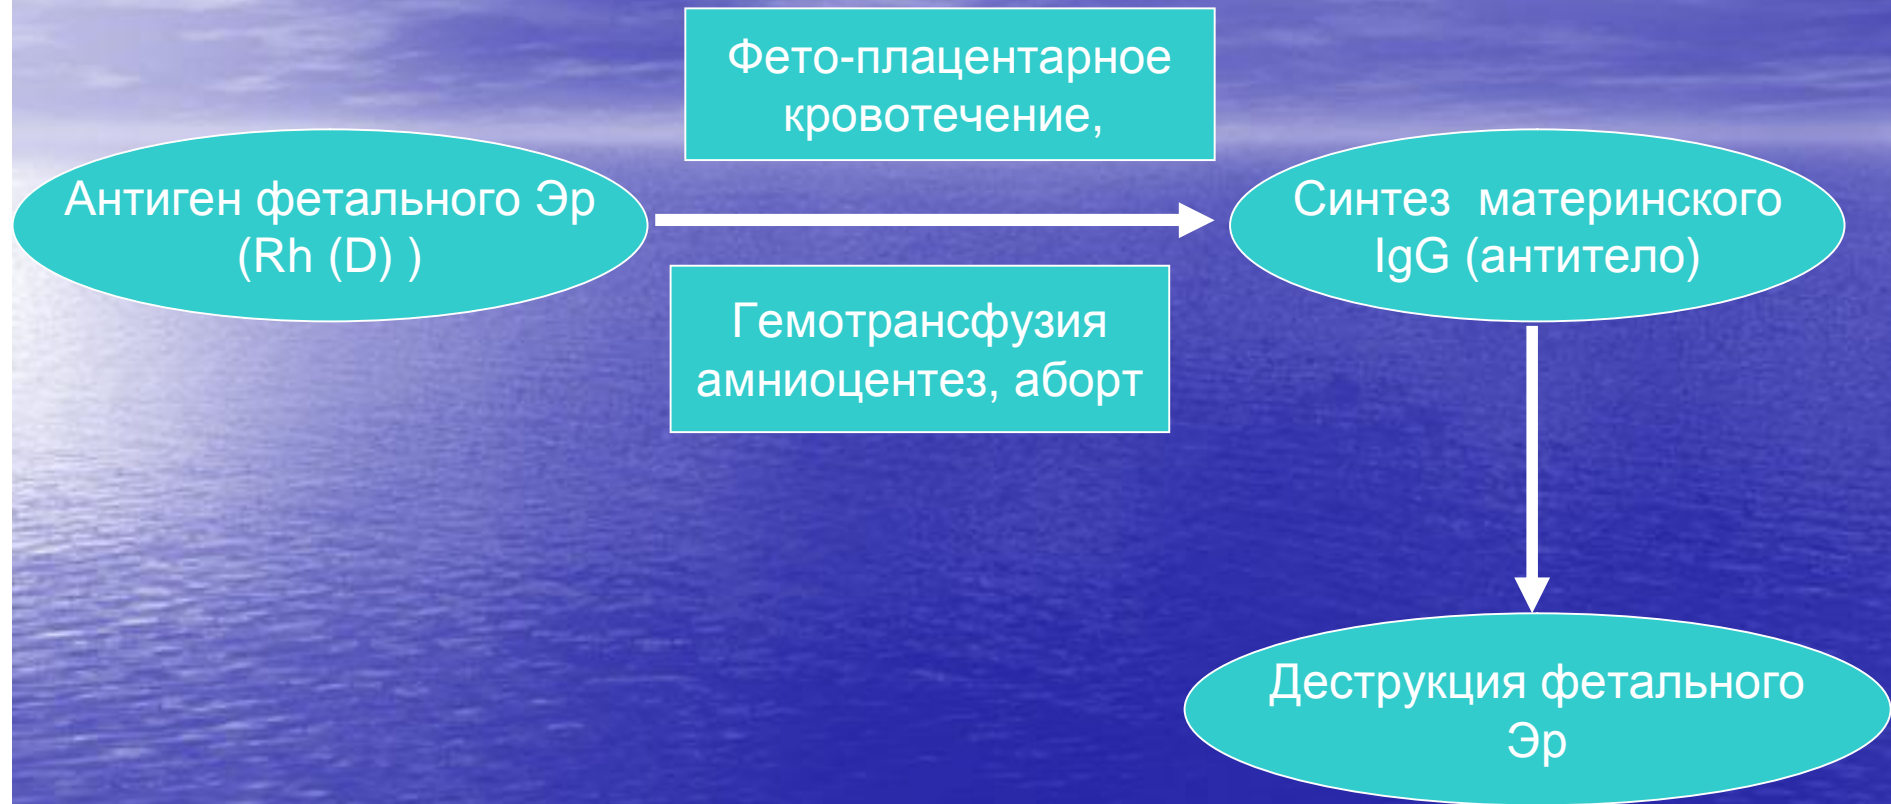 Фето-плацентарное
кровотечение,
Антиген фетального Эр
(Rh (D) )
Синтез материнского
IgG (антитело)
Гемотрансфузия
амниоцентез, аборт
Деструкция фетального
Эр